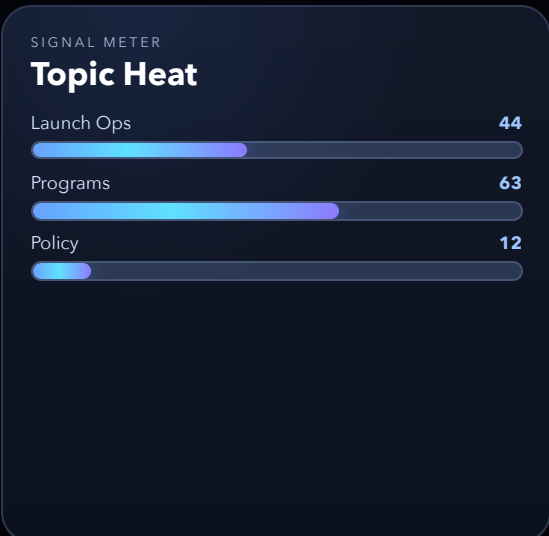 SIGNAL METER
Topic Heat
Launch Ops 44
Programs 63
Policy 12